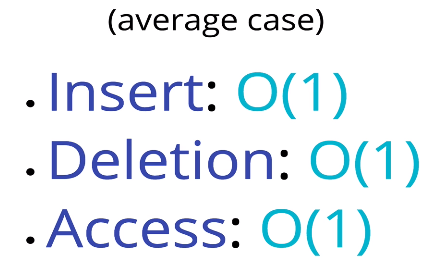 (average case)
• Insert: O(1)
• Deletion: O(1)
• Access: O(1)